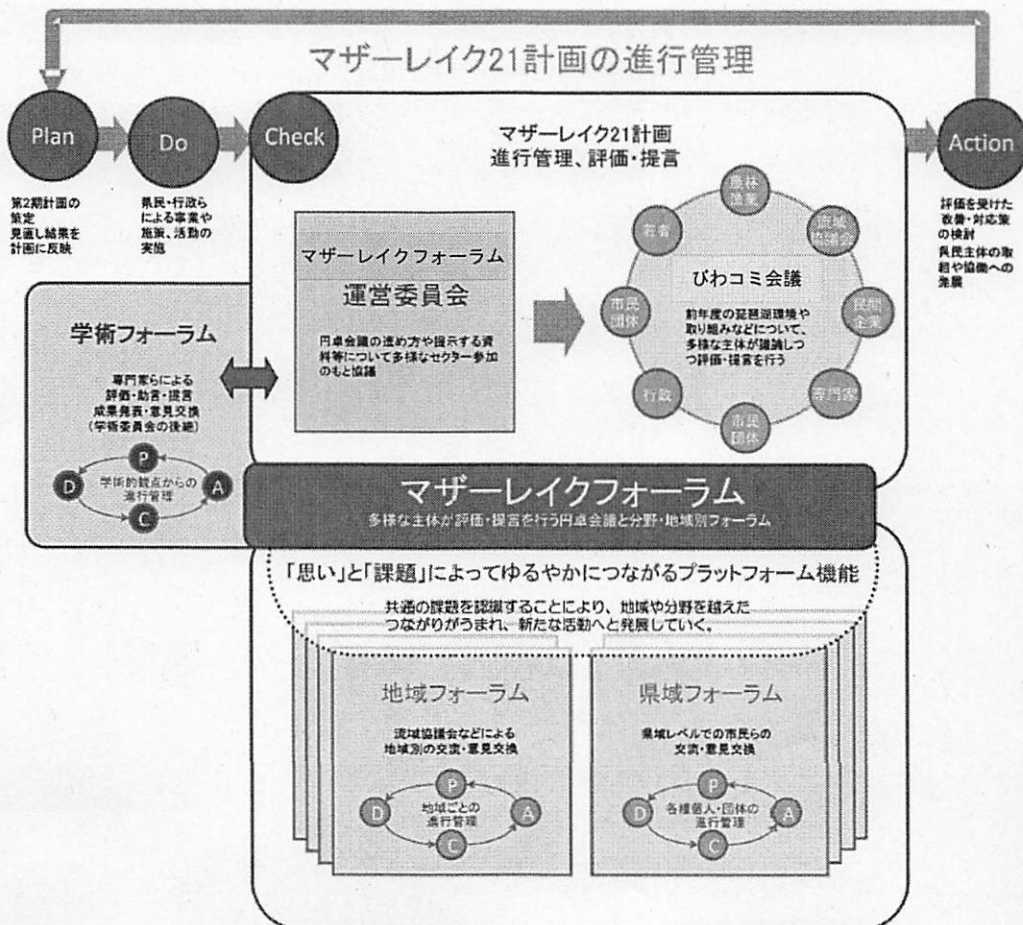 マザーレイク21計画の進行管理
Plan
Do
Check
Action
第2期計画の
策定
見直し結果を
計画に反映
県民・行政ら
による事業や
施策、活動の
実施
評価を受けた
改善・対応策
の検討
県民主体の取
組や協働への
発展
マザーレイク21計画
進行管理、評価・提言
マザーレイクフォーラム
運営委員会
円卓会議の進め方や提示する資
料等について多様なセクター参加
のもと協議
びわコミ会議
前年度の琵琶湖環境や
取り組みなどについて、
多様な主体が議論しつ
つ評価・提言を行う
農林
漁業
流域
協議会
民間
企業
専門家
市民
団体
行政
市民
団体
若者
学術フォーラム
専門家らによる
評価・助言・提言
成果発表・意見交換
(学術委員会の後継)
P
D
学術的観点からの
進行管理
A
C
マザーレイクフォーラム
多様な主体が評価・提言を行う円卓会議と分野・地域別フォーラム
「思い」と「課題」によってゆるやかにつながるプラットフォーム機能
共通の課題を認識することにより、地域や分野を越えた
つながりがうまれ、新たな活動へと発展していく。
地域フォーラム
流域協議会などによる
地域別の交流・意見交換
P
D
地域ごとの
進行管理
A
C
県域フォーラム
県域レベルでの市民らの
交流・意見交換
P
D
各種個人・団体の
進行管理
A
C